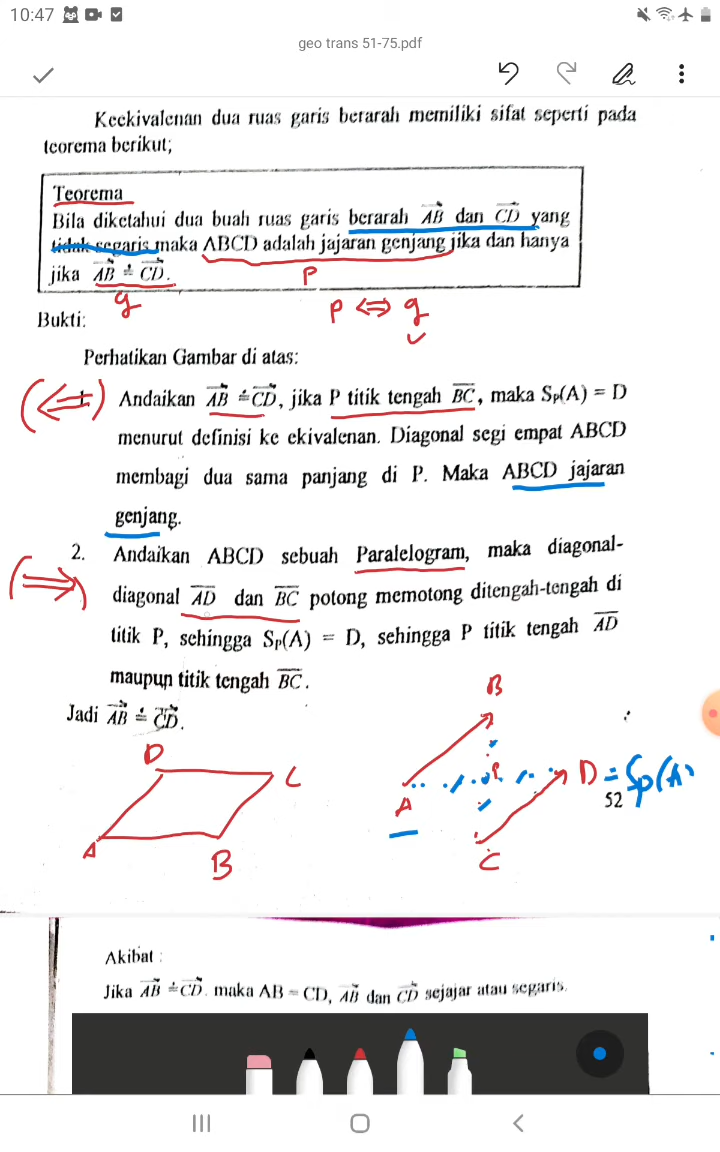 10:47
geo trans 51-75.pdf
Keekivalenan dua ruas garis berarah memiliki sifat seperti pada
teorema berikut;
Teorema
Bila diketahui dua buah ruas garis berarah AB dan CD yang
tidak segaris maka ABCD adalah jajaran genjang jika dan hanya
jika AB ≐ CD.
P
q
P ⇔ q
Bukti:
Perhatikan Gambar di atas:
(⇐) Andaikan AB ≐ CD, jika P titik tengah BC, maka Sp(A) = D
menurut definisi ke ekivalenan. Diagonal segi empat ABCD
membagi dua sama panjang di P. Maka ABCD jajaran
genjang.
(⇒) 2. Andaikan ABCD sebuah Paralelogram, maka diagonal-
diagonal AD dan BC potong memotong ditengah-tengah di
titik P, sehingga Sp(A) = D, sehingga P titik tengah AD
maupun titik tengah BC.
Jadi AB ≐ CD.
B
D C
A D = Sp(A)
52
A B
C
Akibat :
Jika AB ≐ CD. maka AB = CD, AB dan CD sejajar atau segaris.